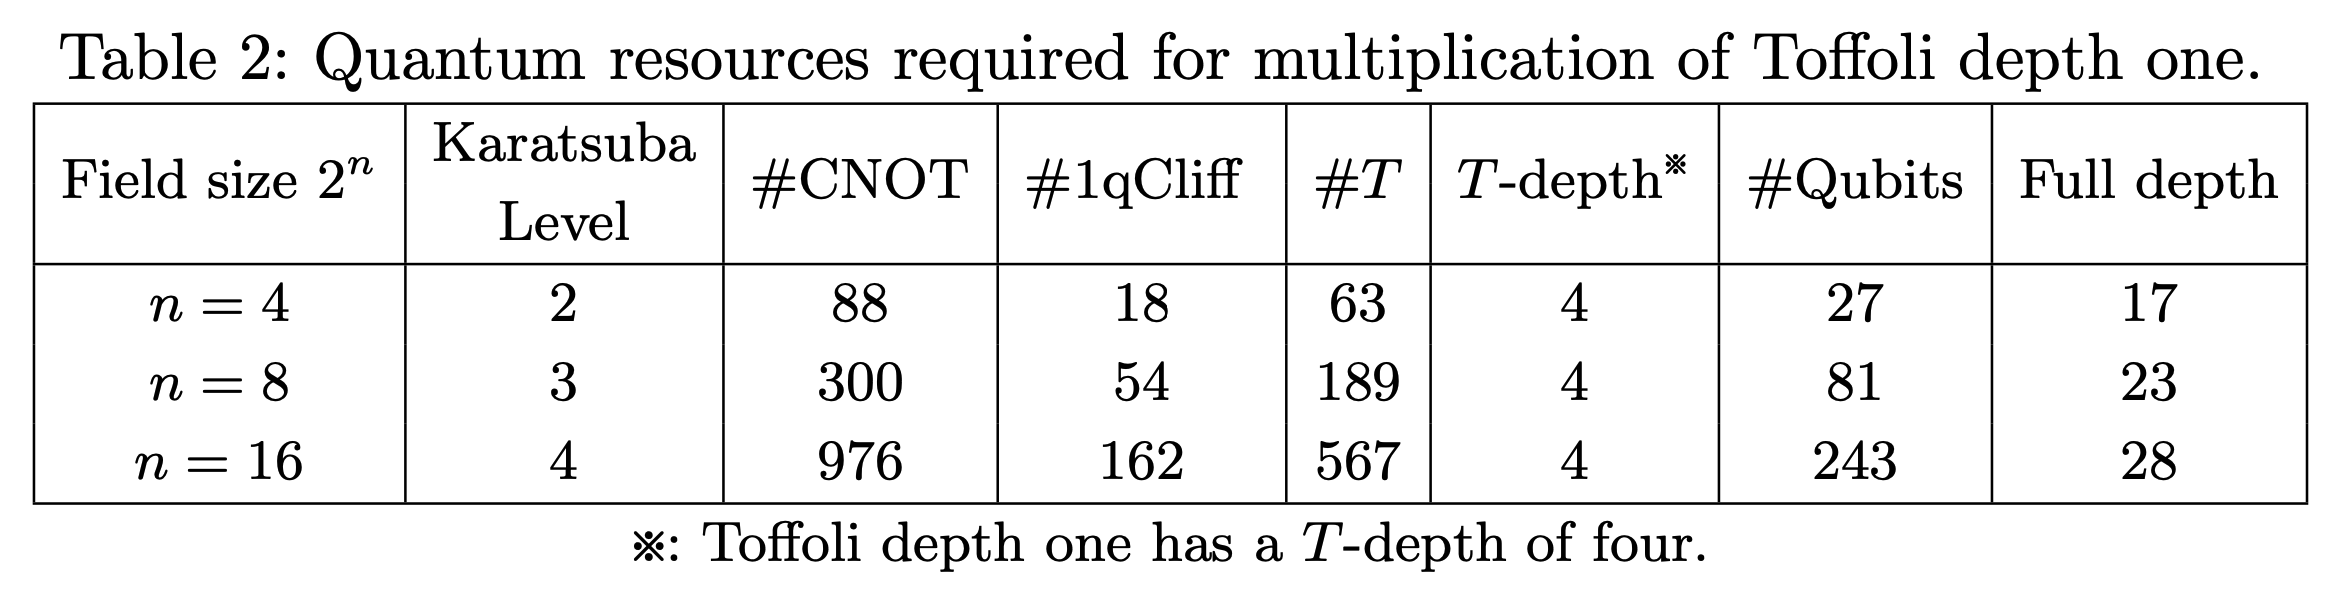 Table 2: Quantum resources required for multiplication of Toffoli depth one.
Field size 2ⁿ Karatsuba Level #CNOT #1qCliff #T T-depth※ #Qubits Full depth
n = 4 2 88 18 63 4 27 17
n = 8 3 300 54 189 4 81 23
n = 16 4 976 162 567 4 243 28
※: Toffoli depth one has a T-depth of four.